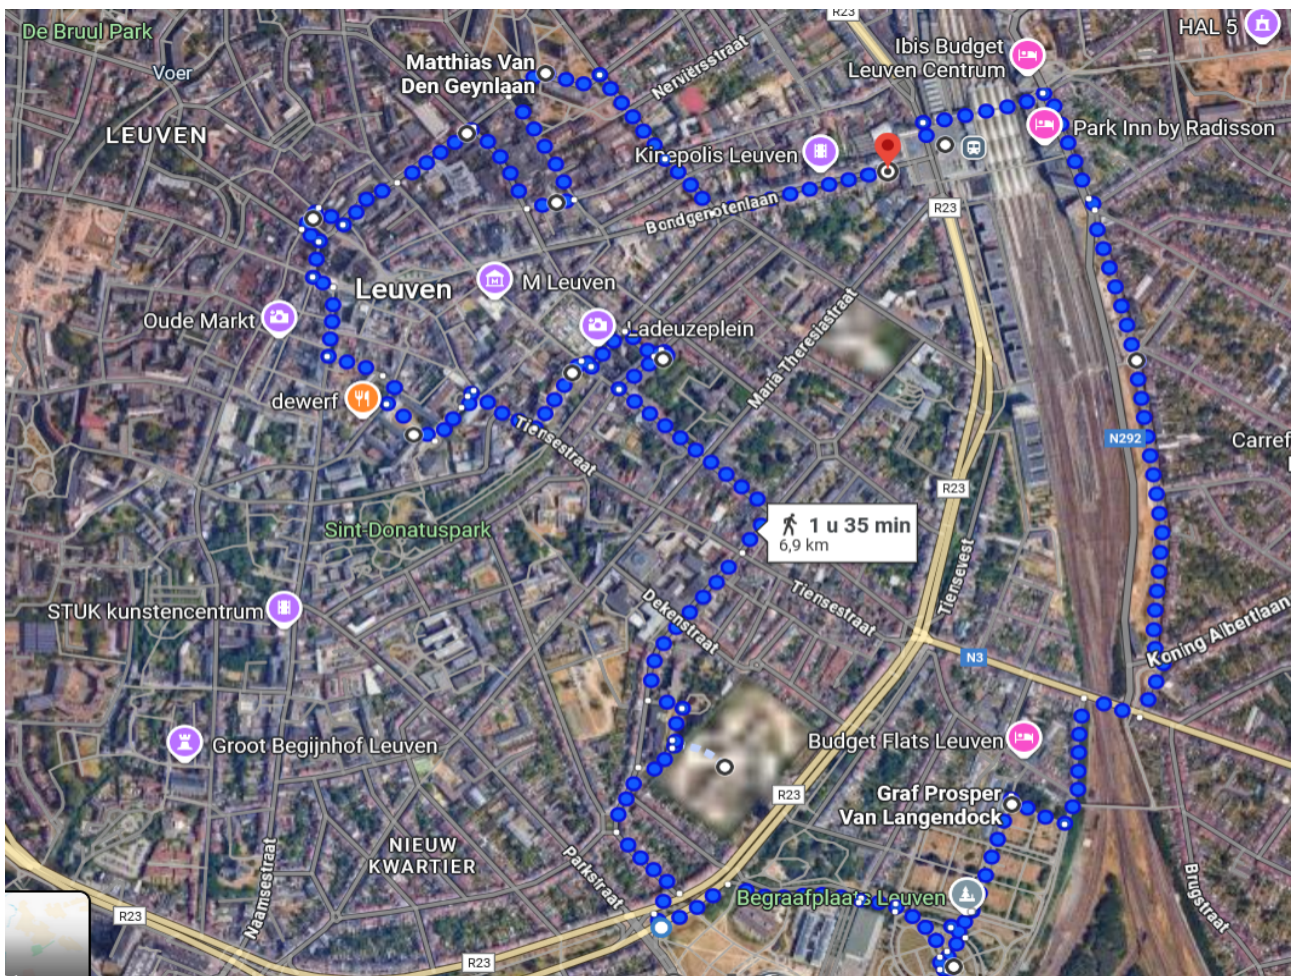 R23
De Bruul Park
HAL 5
Ibis Budget
Leuven Centrum
Matthias Van
Den Geynlaan
Voer
Nerviërsstraat
LEUVEN
Park Inn by Radisson
Kinepolis Leuven
Bondgenotenlaan
R23
M Leuven
Leuven
Oude Markt
Ladeuzeplein
Maria Theresiastraat
dewerf
Tiensestraat
N292
Carref
R23
Sint-Donatuspark
1 u 35 min
6,9 km
Tiensevest
STUK kunstencentrum
Dekenstraat
Tiensestraat
Koning Albertlaan
N3
Groot Begijnhof Leuven
Budget Flats Leuven
R23
Graf Prosper
Van Langendock
NIEUW
KWARTIER
Parkstraat
Naamsestraat
Brugstraat
Begraafplaats Leuven
R23
R23